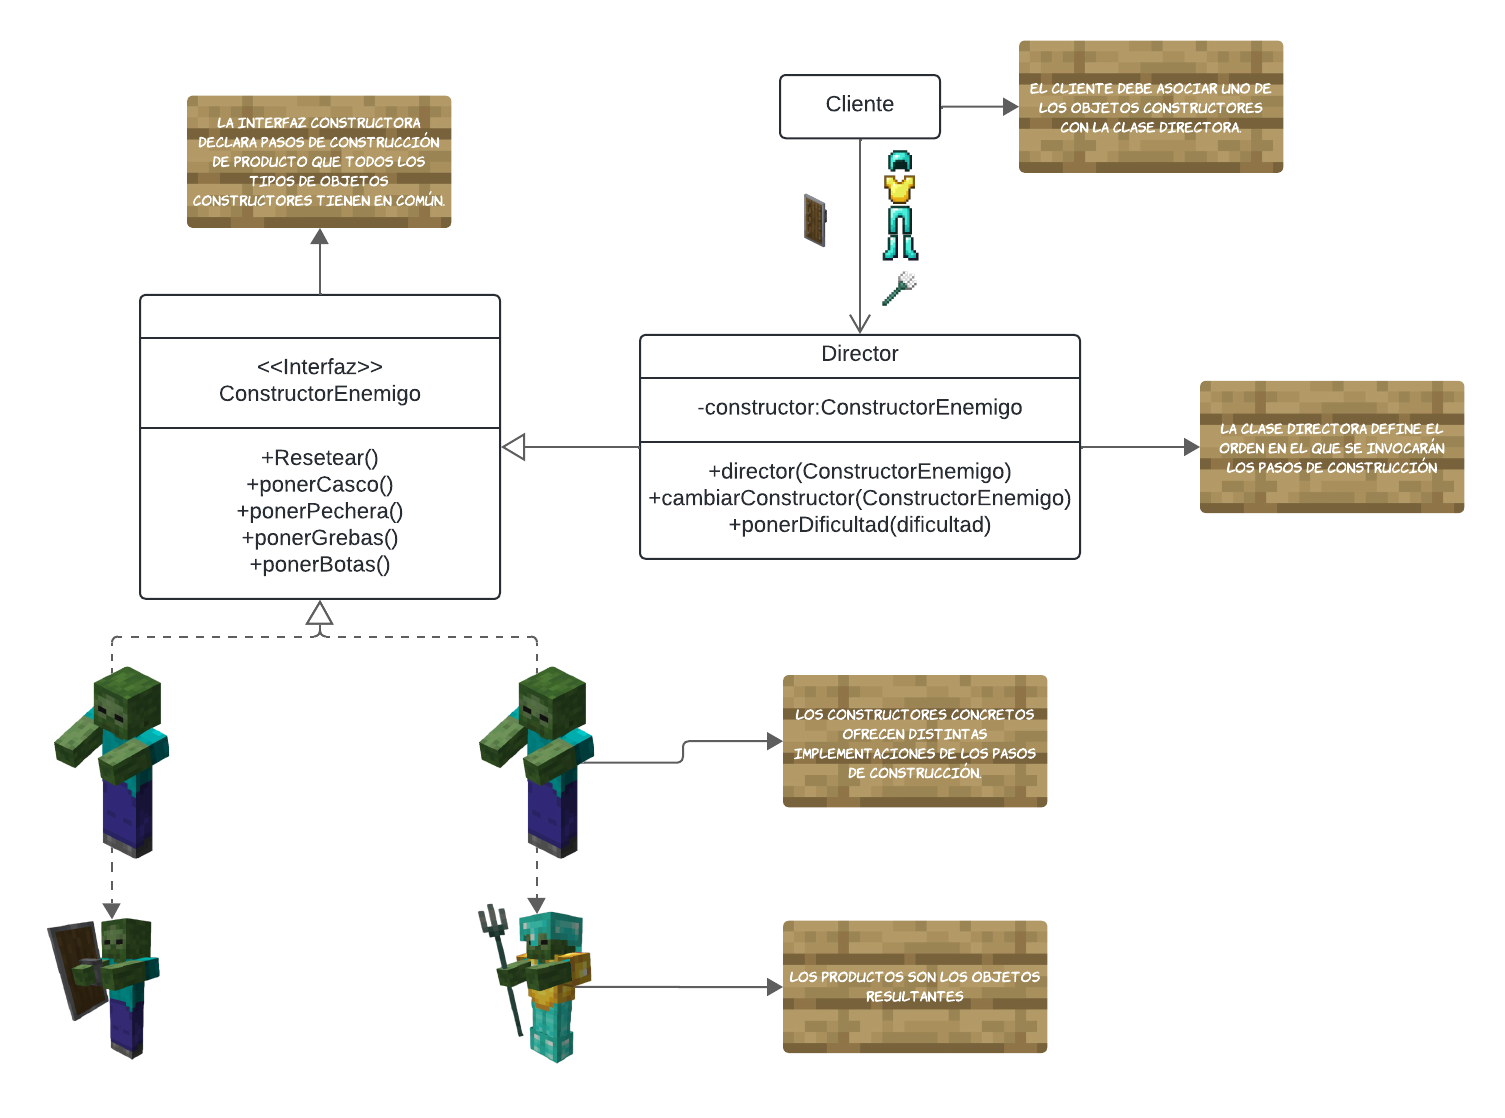 EL CLIENTE DEBE ASOCIAR UNO DE
LOS OBJETOS CONSTRUCTORES
CON LA CLASE DIRECTORA.
Cliente
LA INTERFAZ CONSTRUCTORA
DECLARA PASOS DE CONSTRUCCIÓN
DE PRODUCTO QUE TODOS LOS
TIPOS DE OBJETOS
CONSTRUCTORES TIENEN EN COMÚN.
<<Interfaz>>
ConstructorEnemigo
+Resetear()
+ponerCasco()
+ponerPechera()
+ponerGrebas()
+ponerBotas()
Director
-constructor:ConstructorEnemigo
+director(ConstructorEnemigo)
+cambiarConstructor(ConstructorEnemigo)
+ponerDificultad(dificultad)
LA CLASE DIRECTORA DEFINE EL
ORDEN EN EL QUE SE INVOCARÁN
LOS PASOS DE CONSTRUCCIÓN
LOS CONSTRUCTORES CONCRETOS
OFRECEN DISTINTAS
IMPLEMENTACIONES DE LOS PASOS
DE CONSTRUCCIÓN.
LOS PRODUCTOS SON LOS OBJETOS
RESULTANTES